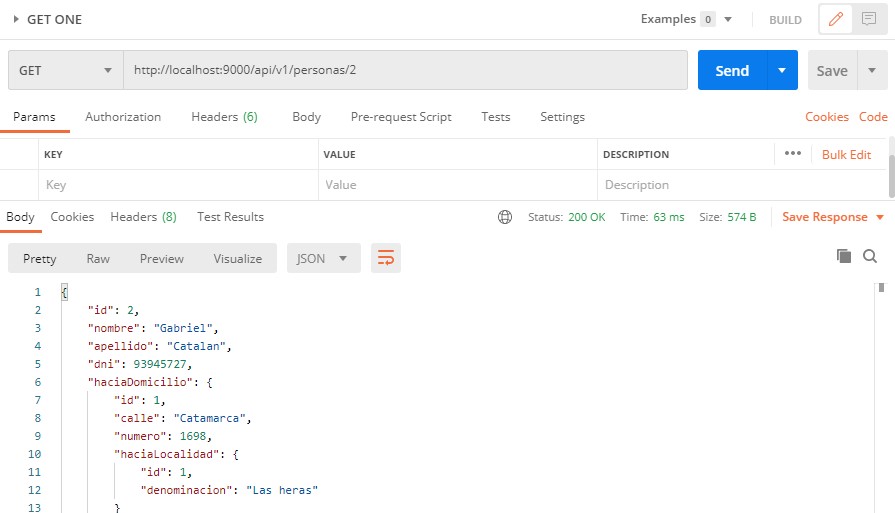 GET ONE Examples 0 BUILD
GET http://localhost:9000/api/v1/personas/2 Send Save
Params Authorization Headers (6) Body Pre-request Script Tests Settings Cookies Code
KEY VALUE DESCRIPTION ••• Bulk Edit
Key Value Description
Body Cookies Headers (8) Test Results Status: 200 OK Time: 63 ms Size: 574 B Save Response
Pretty Raw Preview Visualize JSON
1 {
2 "id": 2,
3 "nombre": "Gabriel",
4 "apellido": "Catalan",
5 "dni": 93945727,
6 "haciaDomicilio": {
7 "id": 1,
8 "calle": "Catamarca",
9 "numero": 1698,
10 "haciaLocalidad": {
11 "id": 1,
12 "denominacion": "Las heras"
13 }